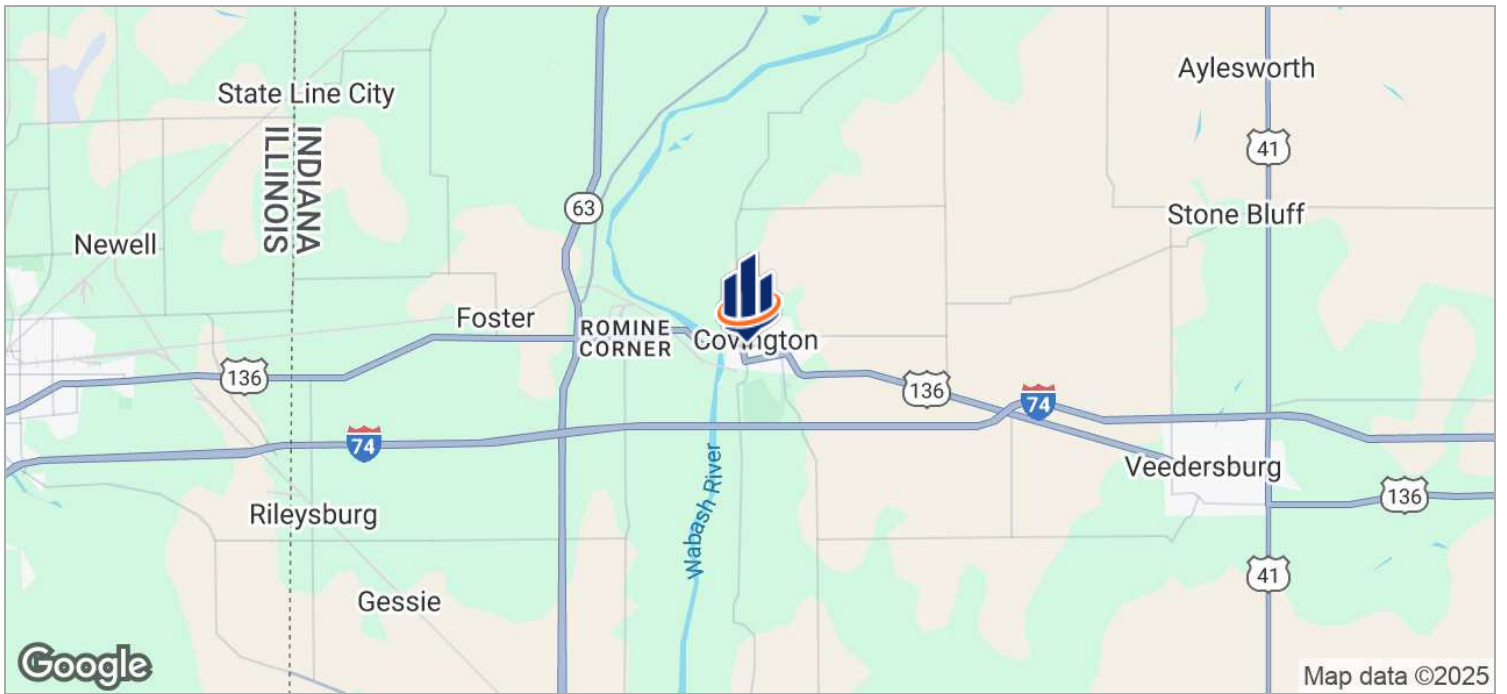 Aylesworth
State Line City
INDIANA
ILLINOIS
41
63
Stone Bluff
Newell
Foster
ROMINE
CORNER
Covington
136
136
74
74
Veedersburg
136
Rileysburg
Wabash River
41
Gessie
Google
Map data ©2025